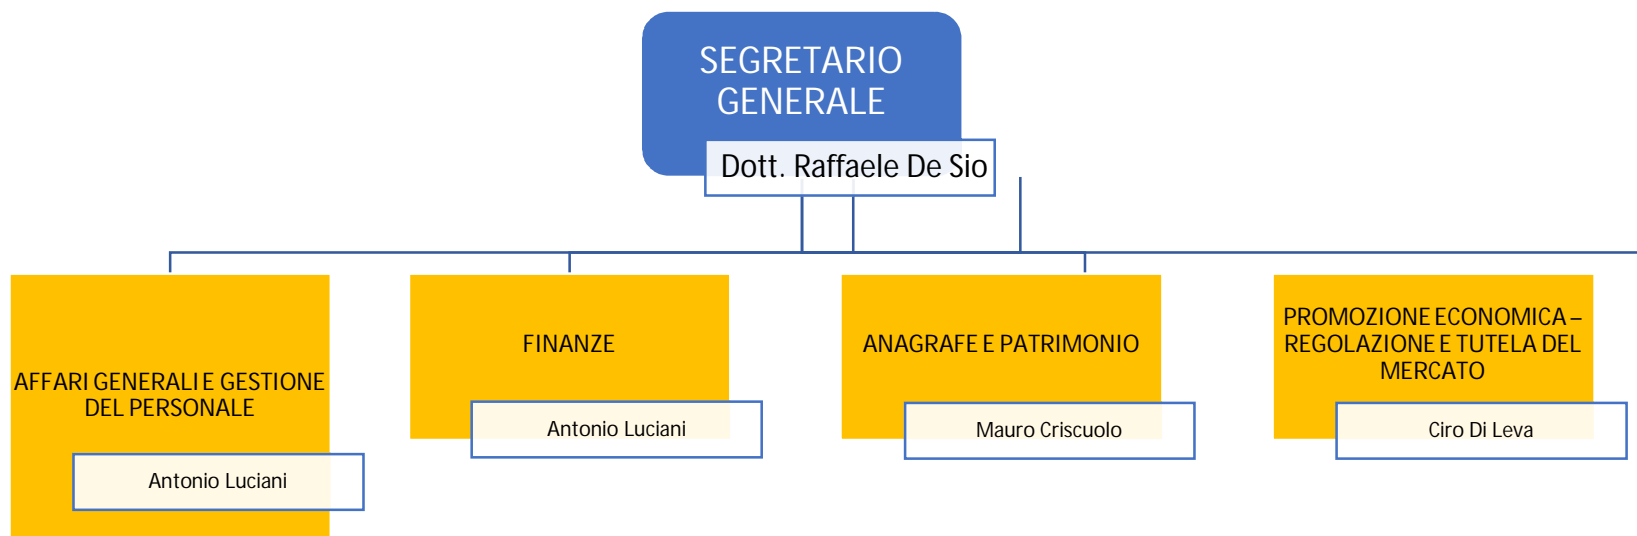 SEGRETARIO
GENERALE
Dott. Raffaele De Sio
AFFARI GENERALI E GESTIONE
DEL PERSONALE
Antonio Luciani
FINANZE
Antonio Luciani
ANAGRAFE E PATRIMONIO
Mauro Criscuolo
PROMOZIONE ECONOMICA –
REGOLAZIONE E TUTELA DEL
MERCATO
Ciro Di Leva